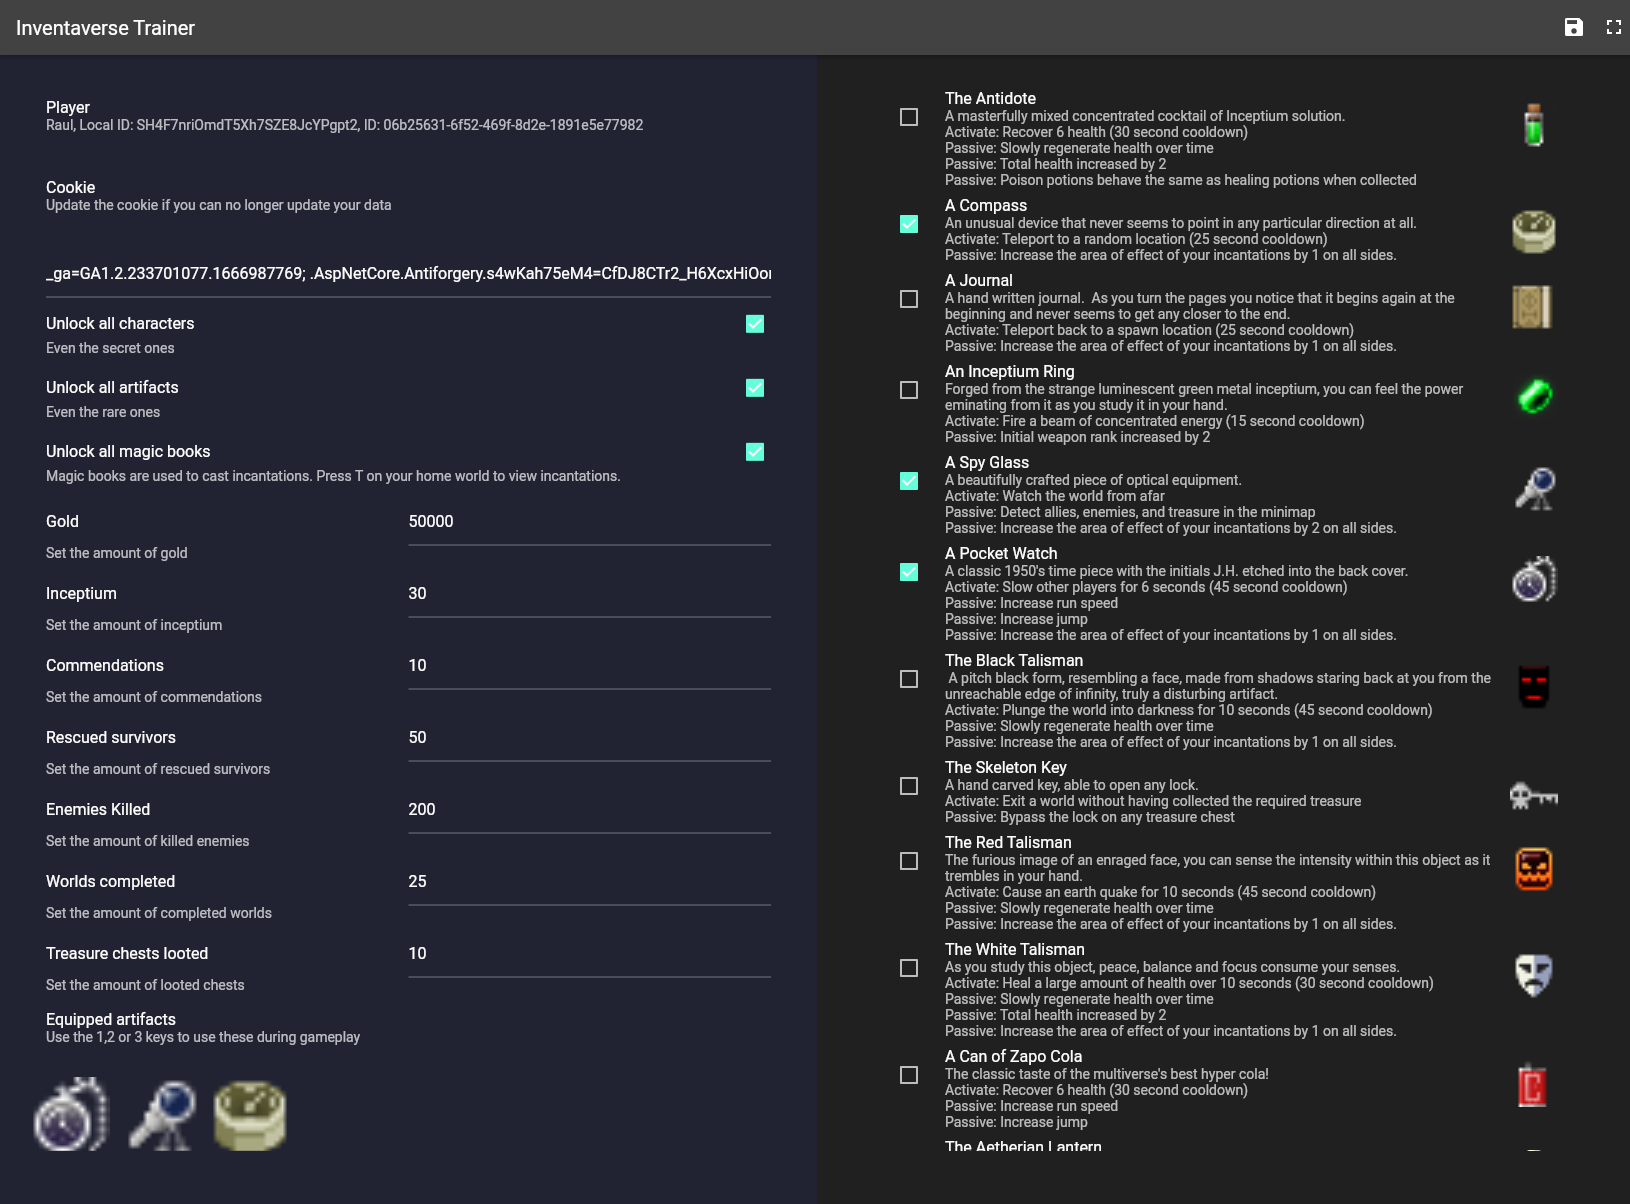 Inventaverse Trainer
Player
Raul, Local ID: SH4F7nriOmdT5Xh7SZE8JcYPgpt2, ID: 06b25631-6f52-469f-8d2e-1891e5e77982
Cookie
Update the cookie if you can no longer update your data
_ga=GA1.2.233701077.1666987769; .AspNetCore.Antiforgery.s4wKah75eM4=CfDJ8CTr2_H6XcxHiOo
Unlock all characters
Even the secret ones
Unlock all artifacts
Even the rare ones
Unlock all magic books
Magic books are used to cast incantations. Press T on your home world to view incantations.
Gold
50000
Set the amount of gold
Inceptium
30
Set the amount of inceptium
Commendations
10
Set the amount of commendations
Rescued survivors
50
Set the amount of rescued survivors
Enemies Killed
200
Set the amount of killed enemies
Worlds completed
25
Set the amount of completed worlds
Treasure chests looted
10
Set the amount of looted chests
Equipped artifacts
Use the 1,2 or 3 keys to use these during gameplay
The Antidote
A masterfully mixed concentrated cocktail of Inceptium solution.
Activate: Recover 6 health (30 second cooldown)
Passive: Slowly regenerate health over time
Passive: Total health increased by 2
Passive: Poison potions behave the same as healing potions when collected
A Compass
An unusual device that never seems to point in any particular direction at all.
Activate: Teleport to a random location (25 second cooldown)
Passive: Increase the area of effect of your incantations by 1 on all sides.
A Journal
A hand written journal.  As you turn the pages you notice that it begins again at the
beginning and never seems to get any closer to the end.
Activate: Teleport back to a spawn location (25 second cooldown)
Passive: Increase the area of effect of your incantations by 1 on all sides.
An Inceptium Ring
Forged from the strange luminescent green metal inceptium, you can feel the power
eminating from it as you study it in your hand.
Activate: Fire a beam of concentrated energy (15 second cooldown)
Passive: Initial weapon rank increased by 2
A Spy Glass
A beautifully crafted piece of optical equipment.
Activate: Watch the world from afar
Passive: Detect allies, enemies, and treasure in the minimap
Passive: Increase the area of effect of your incantations by 2 on all sides.
A Pocket Watch
A classic 1950's time piece with the initials J.H. etched into the back cover.
Activate: Slow other players for 6 seconds (45 second cooldown)
Passive: Increase run speed
Passive: Increase jump
Passive: Increase the area of effect of your incantations by 1 on all sides.
The Black Talisman
A pitch black form, resembling a face, made from shadows staring back at you from the
unreachable edge of infinity, truly a disturbing artifact.
Activate: Plunge the world into darkness for 10 seconds (45 second cooldown)
Passive: Slowly regenerate health over time
Passive: Increase the area of effect of your incantations by 1 on all sides.
The Skeleton Key
A hand carved key, able to open any lock.
Activate: Exit a world without having collected the required treasure
Passive: Bypass the lock on any treasure chest
The Red Talisman
The furious image of an enraged face, you can sense the intensity within this object as it
trembles in your hand.
Activate: Cause an earth quake for 10 seconds (45 second cooldown)
Passive: Slowly regenerate health over time
Passive: Increase the area of effect of your incantations by 1 on all sides.
The White Talisman
As you study this object, peace, balance and focus consume your senses.
Activate: Heal a large amount of health over 10 seconds (30 second cooldown)
Passive: Slowly regenerate health over time
Passive: Total health increased by 2
Passive: Increase the area of effect of your incantations by 1 on all sides.
A Can of Zapo Cola
The classic taste of the multiverse's best hyper cola!
Activate: Recover 6 health (30 second cooldown)
Passive: Increase run speed
Passive: Increase jump
The Aetherian Lantern